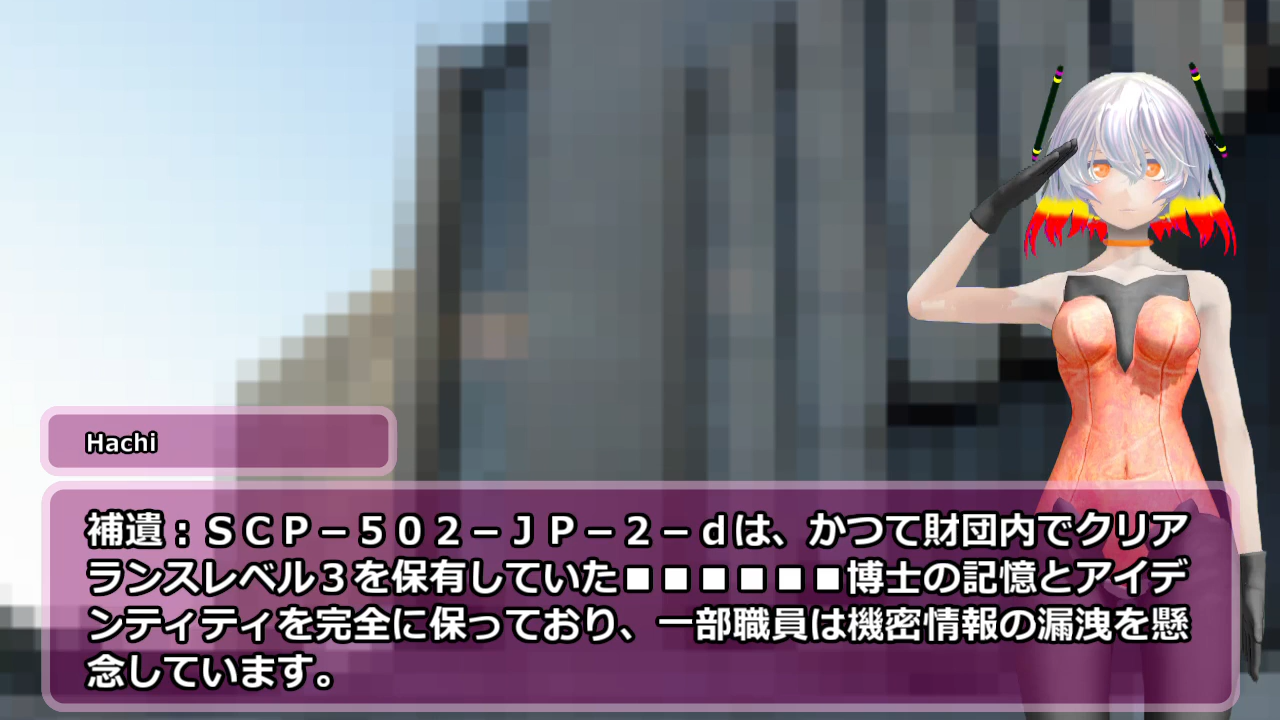 Hachi
補遺：ＳＣＰ－５０２－ＪＰ－２－ｄは、かつて財団内でクリア
ランスレベル３を保有していた■■■■■■博士の記憶とアイデ
ンティティを完全に保っており、一部職員は機密情報の漏洩を懸
念しています。